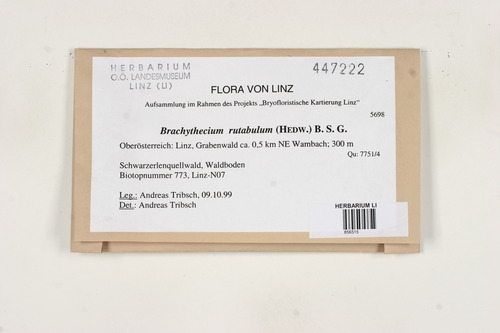 HERBARIUM
O.Ö. LANDESMUSEUM
LINZ (LI)
447222
FLORA VON LINZ
Aufsammlung im Rahmen des Projekts „Bryofloristische Kartierung Linz“
5698
Brachythecium rutabulum (HEDW.) B. S. G.
Oberösterreich: Linz, Grabenwald ca. 0,5 km NE Wambach; 300 m
Qu: 7751/4
Schwarzerlenquellwald, Waldboden
Biotopnummer 773, Linz-N07
Leg.: Andreas Tribsch, 09.10.99
Det.: Andreas Tribsch
HERBARIUM LI